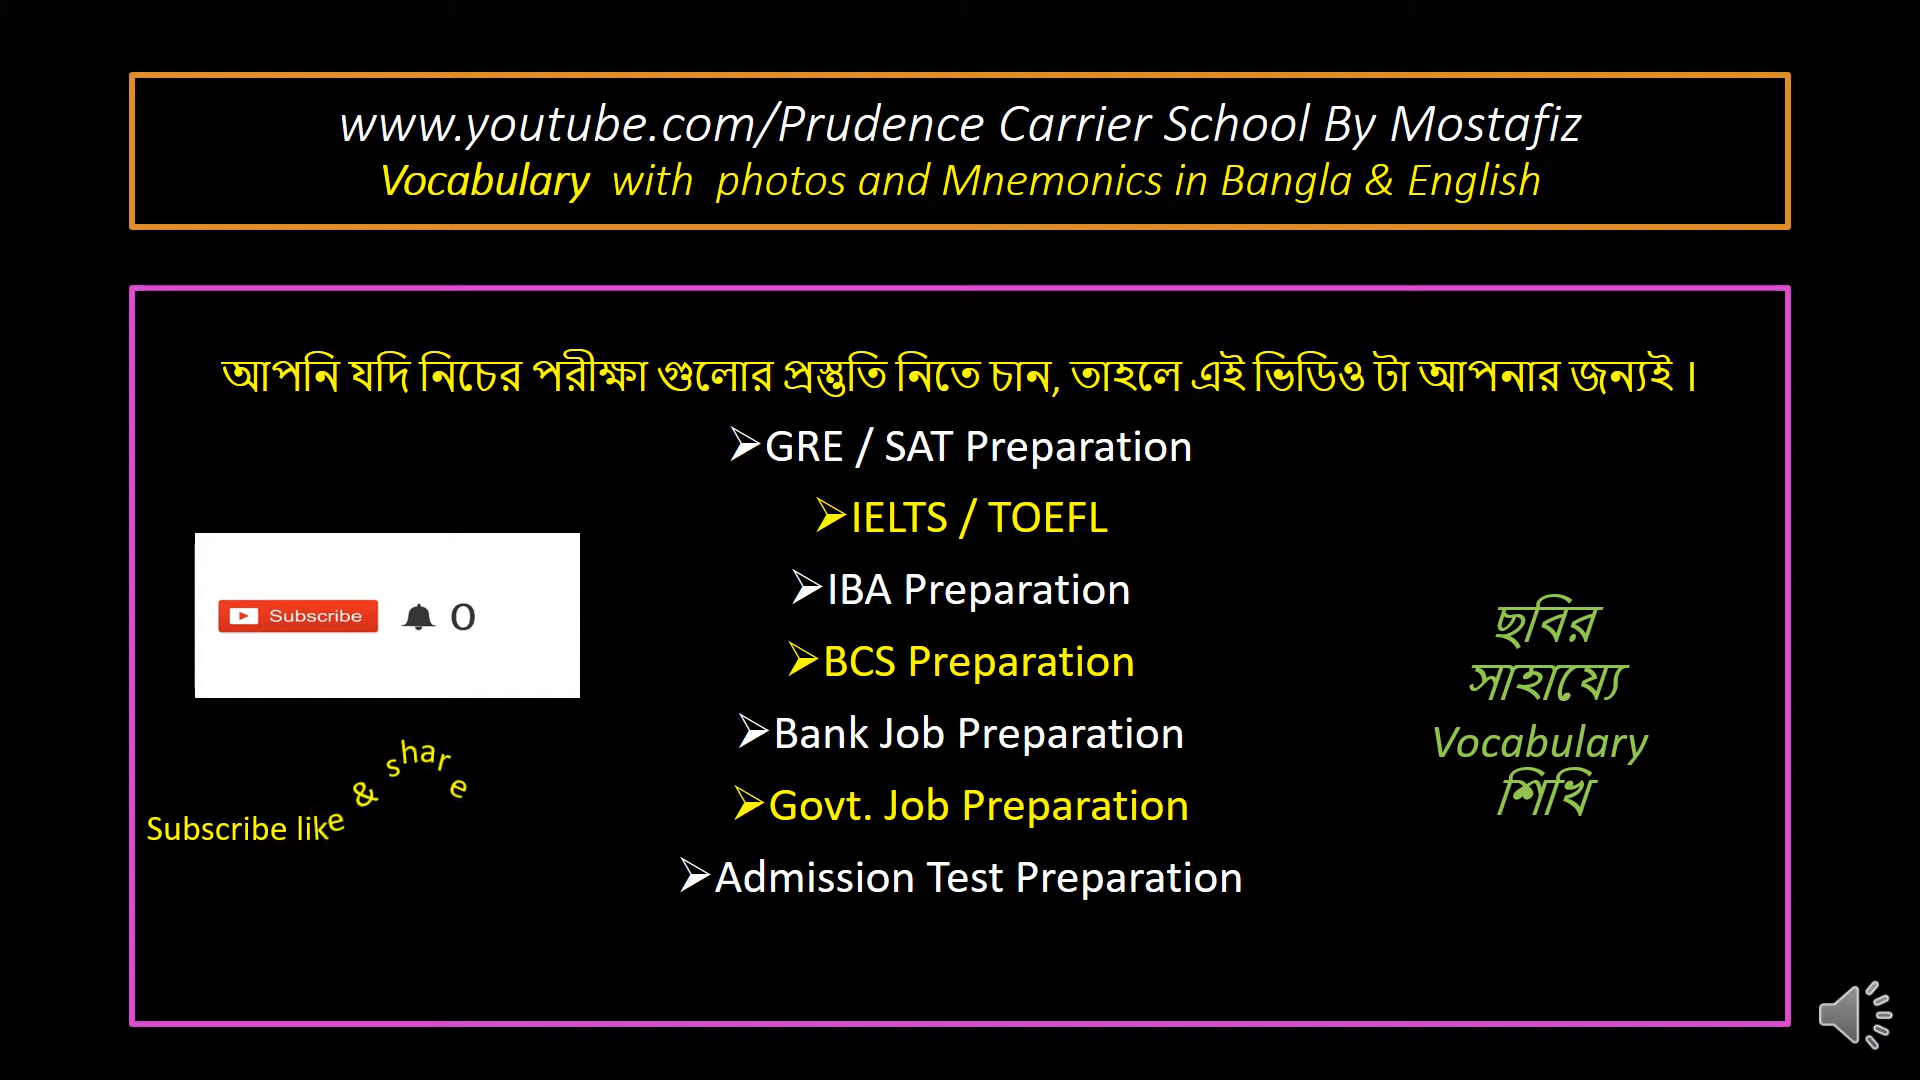 www.youtube.com/Prudence Carrier School By Mostafiz
Vocabulary with photos and Mnemonics in Bangla & English
আপনি যদি নিচের পরীক্ষা গুলোর প্রস্তুতি নিতে চান, তাহলে এই ভিডিও টা আপনার জন্যই ।
➢GRE / SAT Preparation
➢IELTS / TOEFL
➢IBA Preparation
➢BCS Preparation
➢Bank Job Preparation
➢Govt. Job Preparation
➢Admission Test Preparation
Subscribe 0
Subscribe like & share
ছবির
সাহায্যে
Vocabulary
শিখি